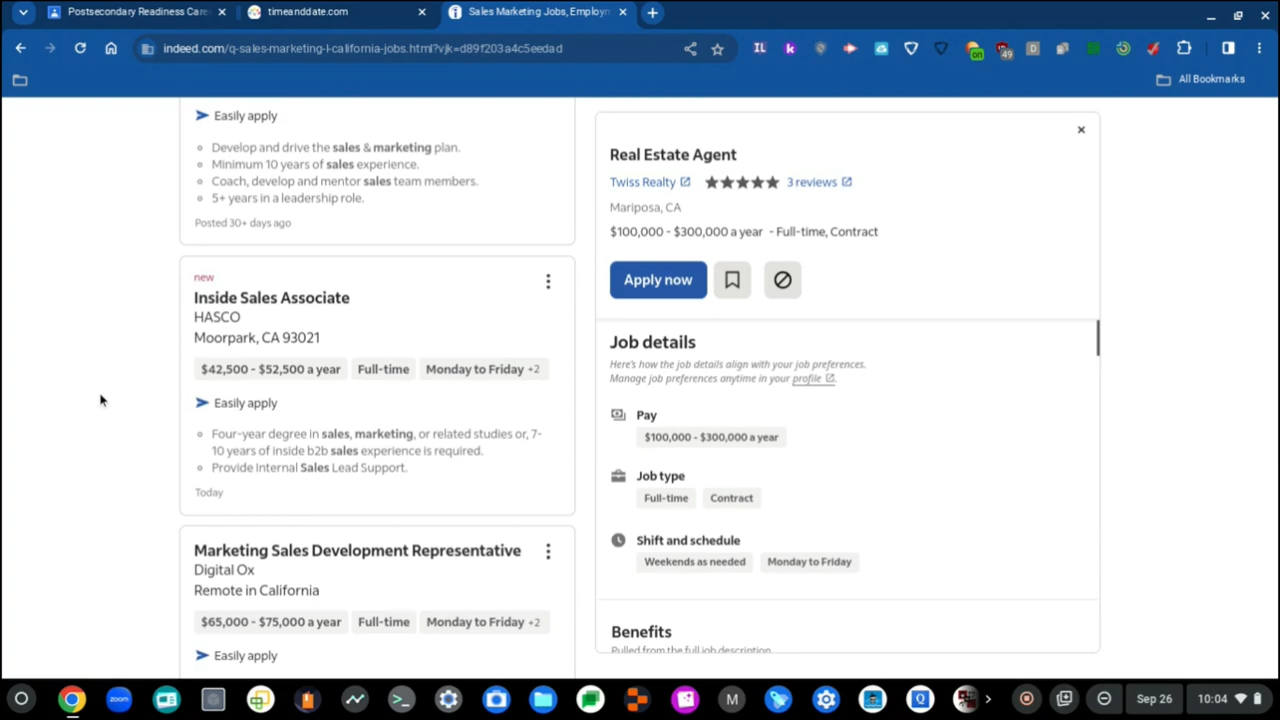 Postsecondary Readiness Care
timeanddate.com
Sales Marketing Jobs, Employn
indeed.com/q-sales-marketing-l-california-jobs.html?vjk=d89f203a4c5eedad
IL
k
on
49
D
All Bookmarks
Easily apply
Develop and drive the sales & marketing plan.
Minimum 10 years of sales experience.
Coach, develop and mentor sales team members.
5+ years in a leadership role.
Posted 30+ days ago
new
Inside Sales Associate
HASCO
Moorpark, CA 93021
$42,500 - $52,500 a year Full-time Monday to Friday +2
Easily apply
Four-year degree in sales, marketing, or related studies or, 7-
10 years of inside b2b sales experience is required.
Provide Internal Sales Lead Support.
Today
Marketing Sales Development Representative
Digital Ox
Remote in California
$65,000 - $75,000 a year Full-time Monday to Friday +2
Easily apply
Real Estate Agent
Twiss Realty 3 reviews
Mariposa, CA
$100,000 - $300,000 a year - Full-time, Contract
Apply now
Job details
Here's how the job details align with your job preferences.
Manage job preferences anytime in your profile.
Pay
$100,000 - $300,000 a year
Job type
Full-time Contract
Shift and schedule
Weekends as needed Monday to Friday
Benefits
Pulled from the full job description
zoom
M
Q
Sep 26
10:04